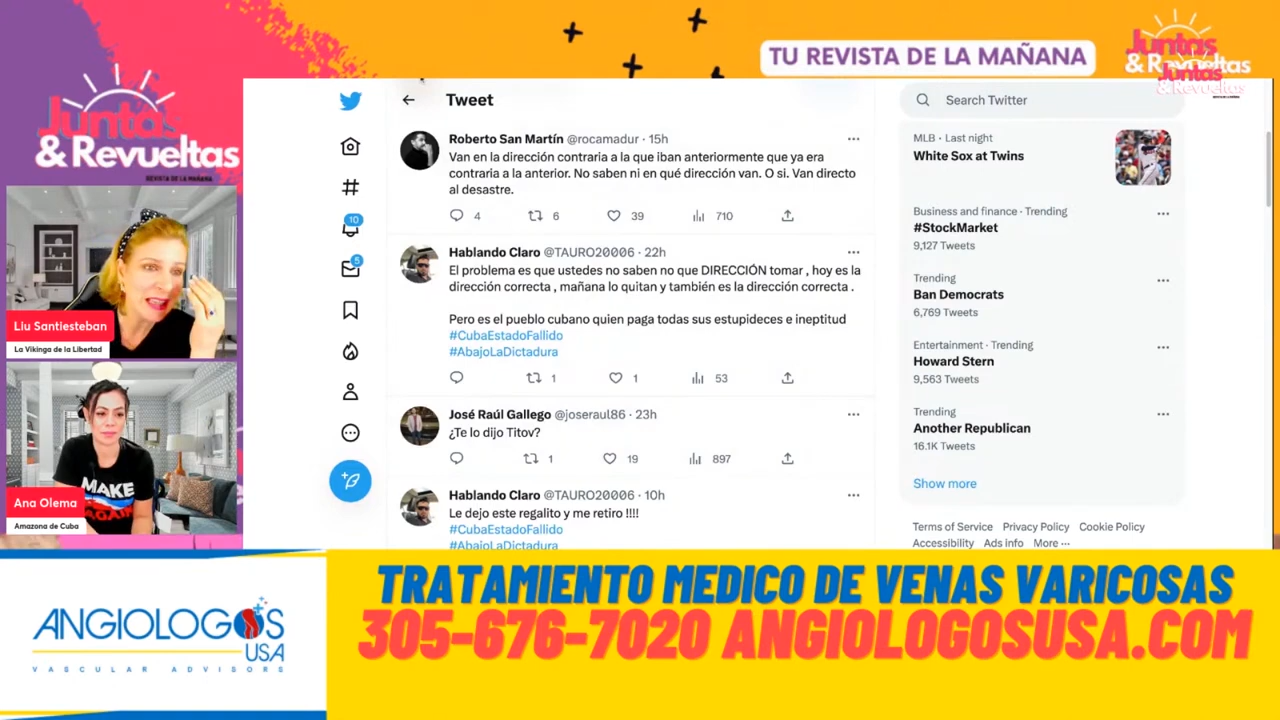 TU REVISTA DE LA MAÑANA
Juntas
& Revueltas
Juntas
& Revueltas
Juntas
& Revueltas
REVISTA DE LA MAÑANA
Liu Santiesteban
La Vikinga de la Libertad
MAKE
AGAIN
Ana Olema
Amazona de Cuba
10
5
Tweet
Roberto San Martín @rocamadur · 15h
Van en la dirección contraria a la que iban anteriormente que ya era
contraria a la anterior. No saben ni en qué dirección van. O si. Van directo
al desastre.
4 6 39 710
Hablando Claro @TAURO20006 · 22h
El problema es que ustedes no saben no que DIRECCIÓN tomar , hoy es la
dirección correcta , mañana lo quitan y también es la dirección correcta .
Pero es el pueblo cubano quien paga todas sus estupideces e ineptitud
#CubaEstadoFallido
#AbajoLaDictadura
1 1 53
José Raúl Gallego @joseraul86 · 23h
¿Te lo dijo Titov?
1 19 897
Hablando Claro @TAURO20006 · 10h
Le dejo este regalito y me retiro !!!!
#CubaEstadoFallido
#AbajoLaDictadura
Search Twitter
MLB · Last night
White Sox at Twins
Business and finance · Trending
#StockMarket
9,127 Tweets
Trending
Ban Democrats
6,769 Tweets
Entertainment · Trending
Howard Stern
9,563 Tweets
Trending
Another Republican
16.1K Tweets
Show more
Terms of Service Privacy Policy Cookie Policy
Accessibility Ads info More ···
ANGIOLOGOS
USA
VASCULAR ADVISORS
TRATAMIENTO MEDICO DE VENAS VARICOSAS
305-676-7020 ANGIOLOGOSUSA.COM